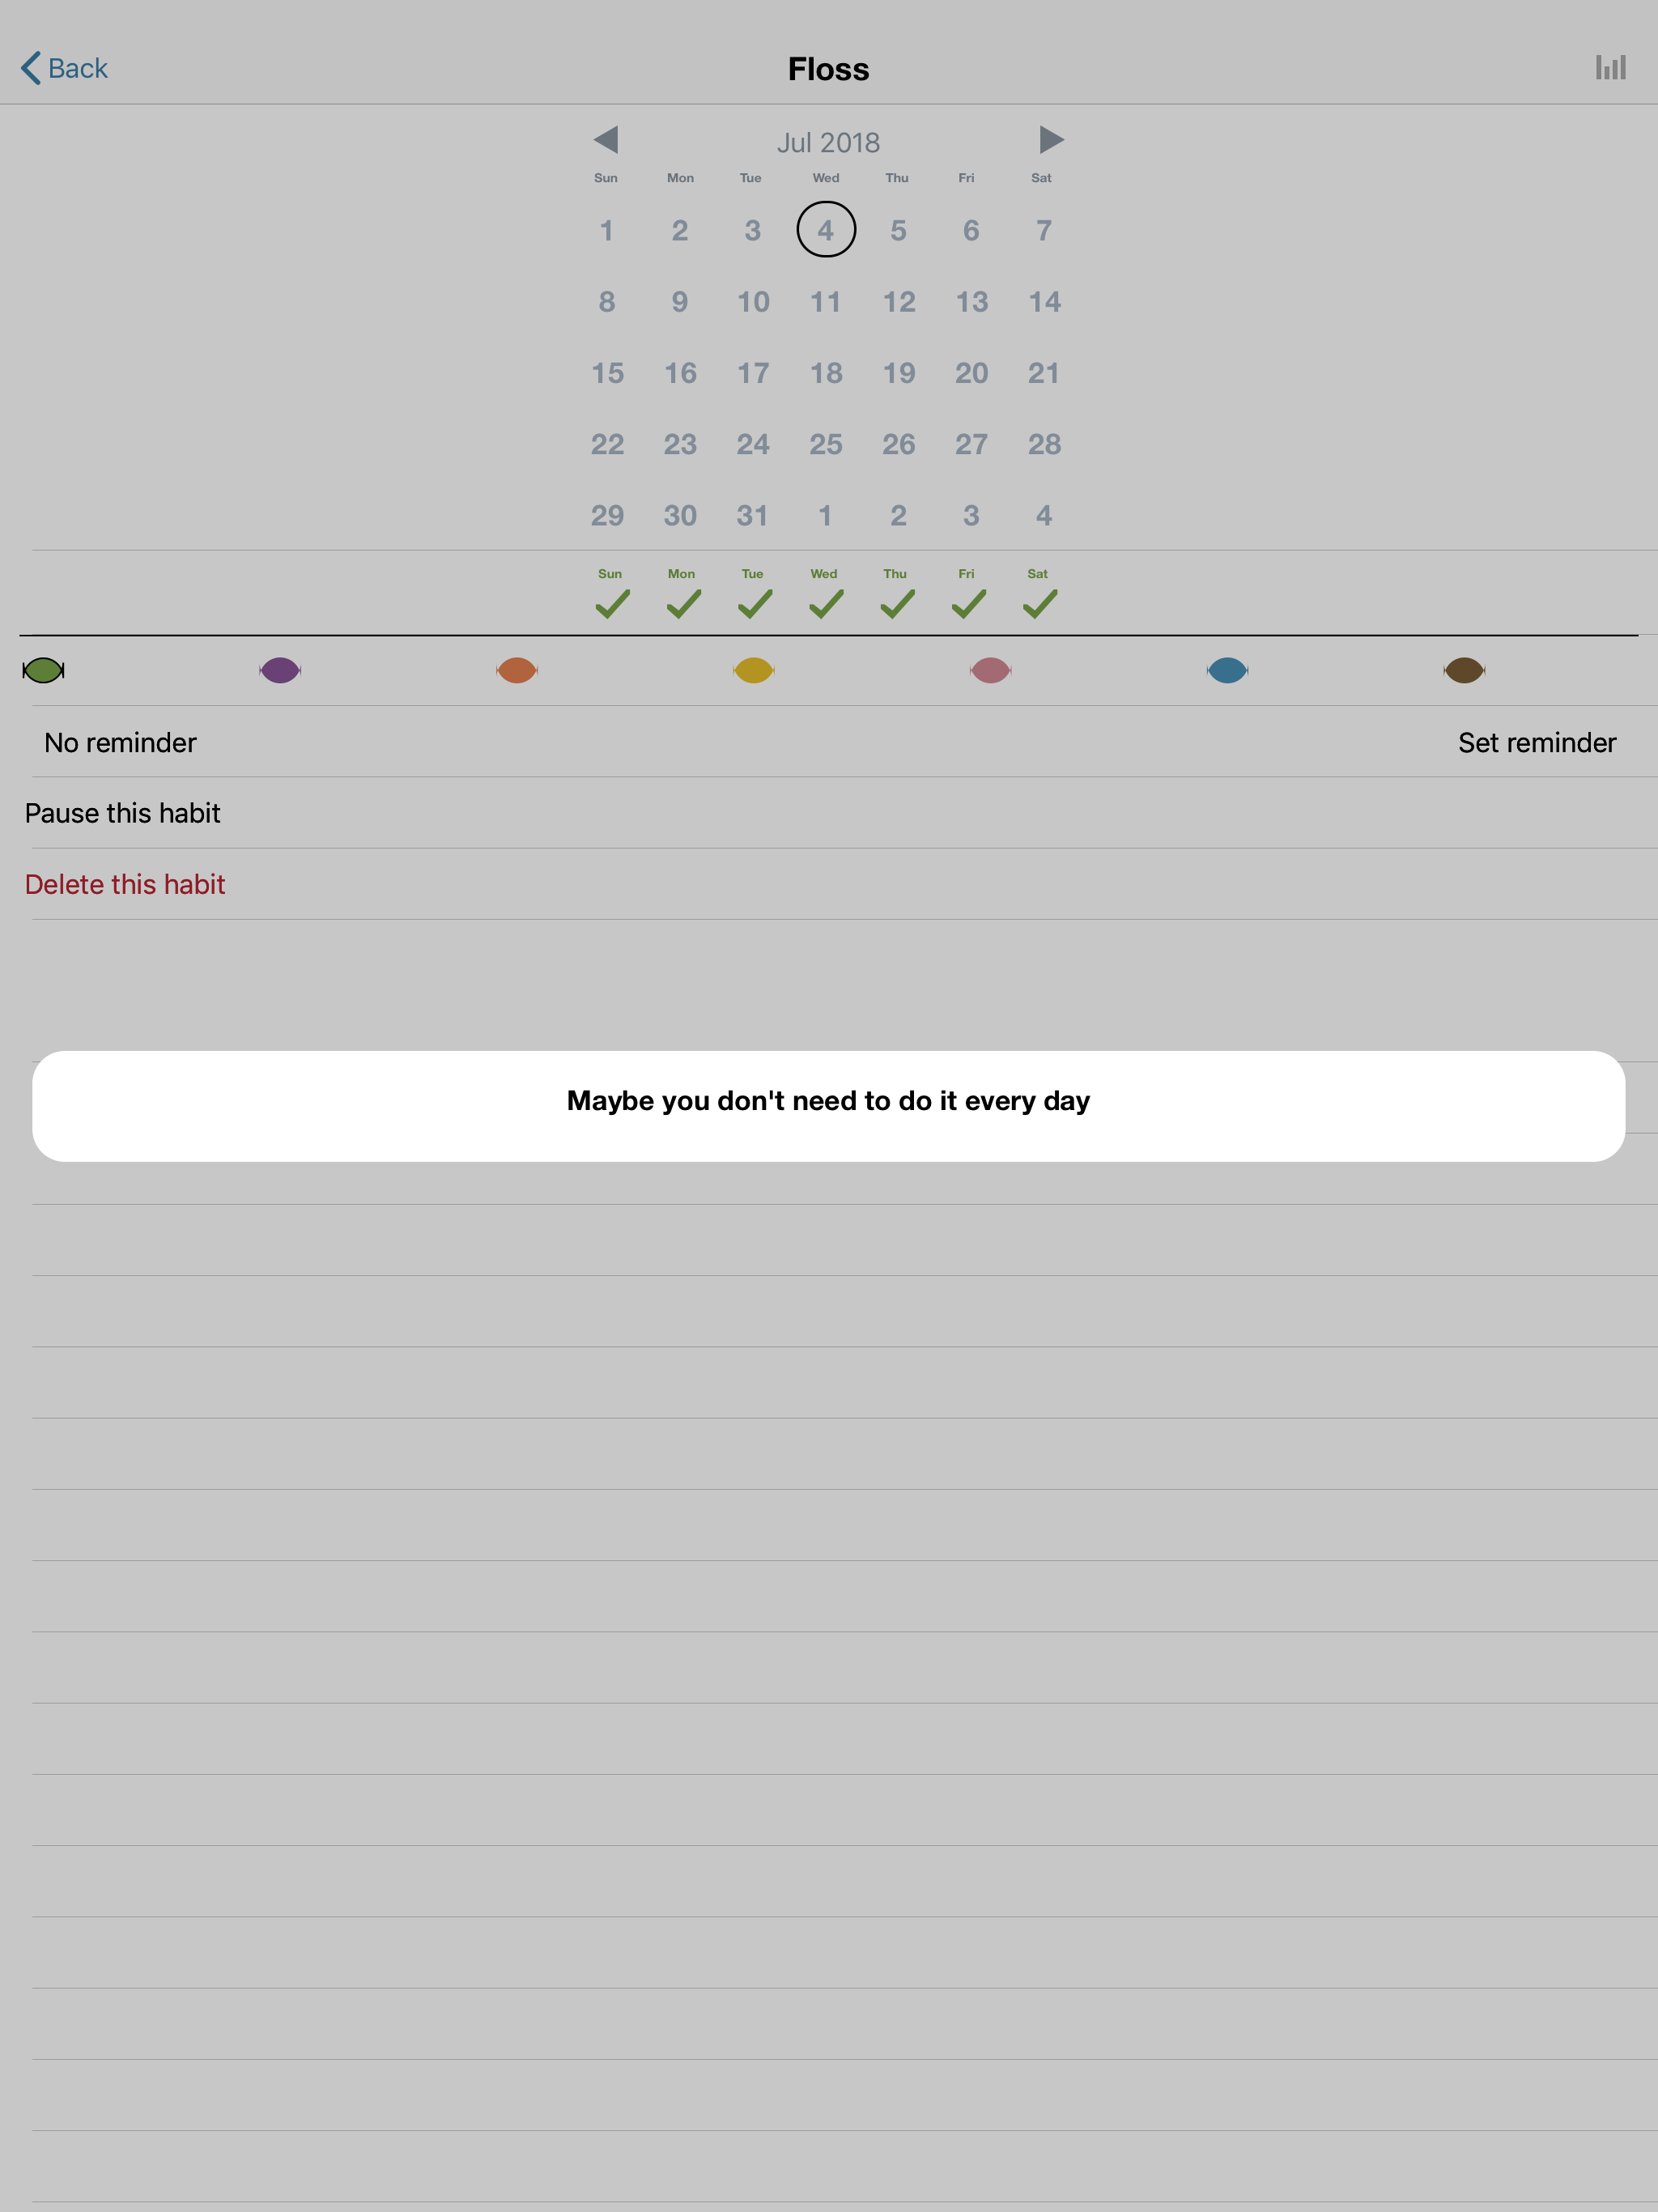 Back
Floss
Jul 2018
Sun Mon Tue Wed Thu Fri Sat
1 2 3 4 5 6 7
8 9 10 11 12 13 14
15 16 17 18 19 20 21
22 23 24 25 26 27 28
29 30 31 1 2 3 4
Sun Mon Tue Wed Thu Fri Sat
No reminder Set reminder
Pause this habit
Delete this habit
Maybe you don't need to do it every day